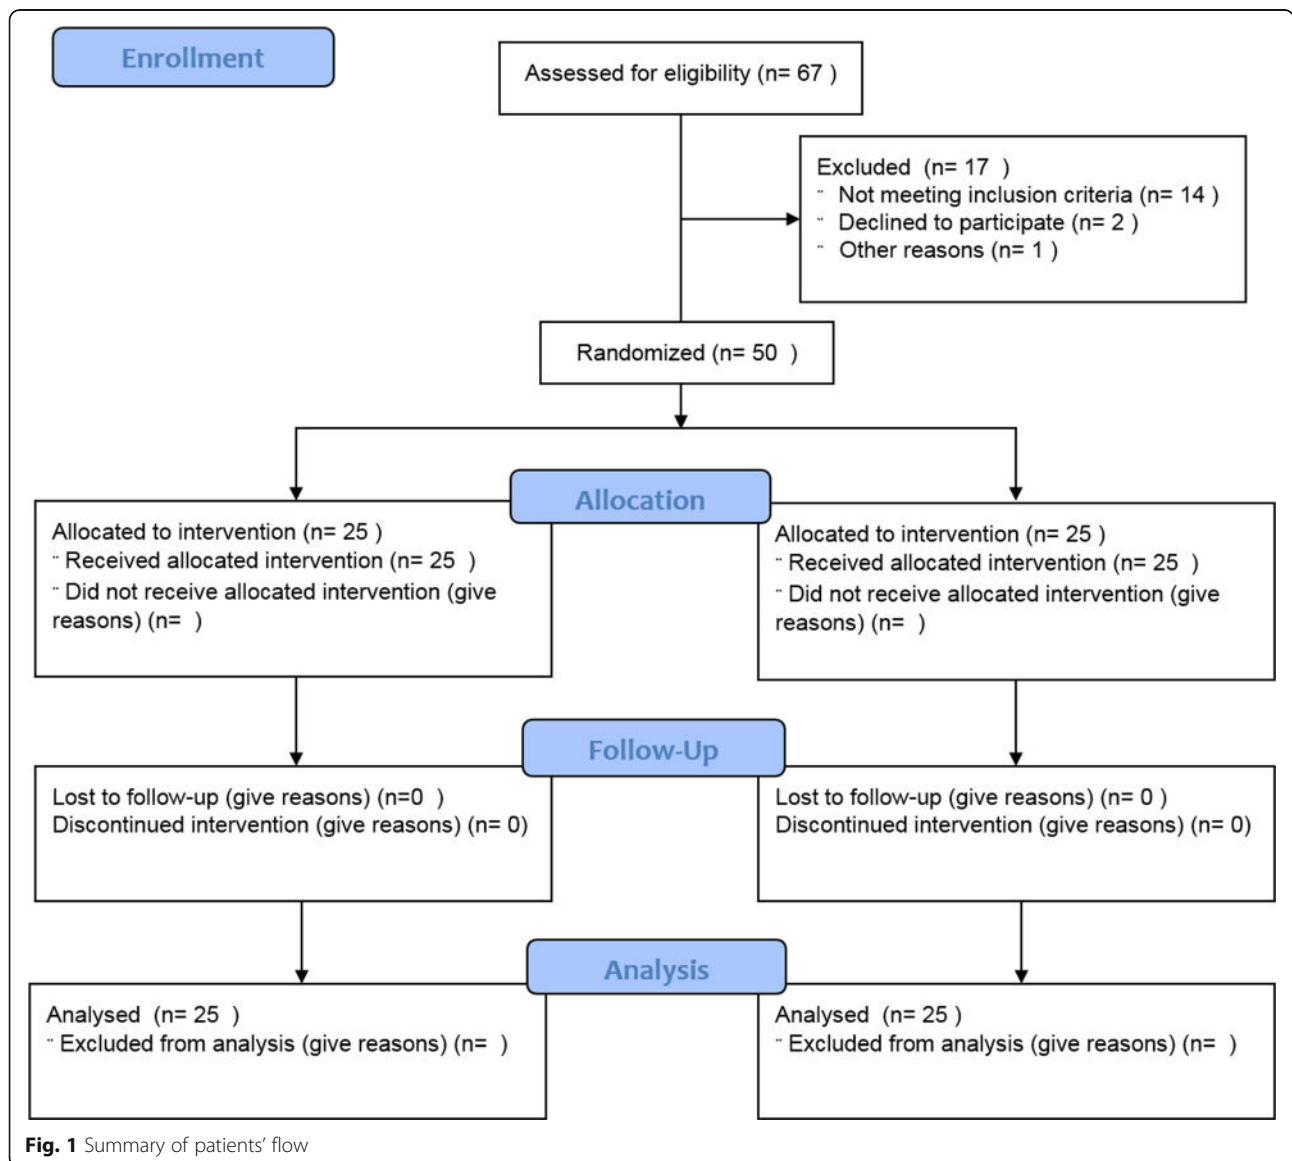 Enrollment
Assessed for eligibility (n= 67 )
Excluded (n= 17 )
¨ Not meeting inclusion criteria (n= 14 )
¨ Declined to participate (n= 2 )
¨ Other reasons (n= 1 )
Randomized (n= 50 )
Allocation
Allocated to intervention (n= 25 )
¨ Received allocated intervention (n= 25 )
¨ Did not receive allocated intervention (give
reasons) (n= )
Allocated to intervention (n= 25 )
¨ Received allocated intervention (n= 25 )
¨ Did not receive allocated intervention (give
reasons) (n= )
Follow-Up
Lost to follow-up (give reasons) (n=0 )
Discontinued intervention (give reasons) (n= 0)
Lost to follow-up (give reasons) (n= 0 )
Discontinued intervention (give reasons) (n= 0)
Analysis
Analysed (n= 25 )
¨ Excluded from analysis (give reasons) (n= )
Analysed (n= 25 )
¨ Excluded from analysis (give reasons) (n= )
Fig. 1 Summary of patients’ flow